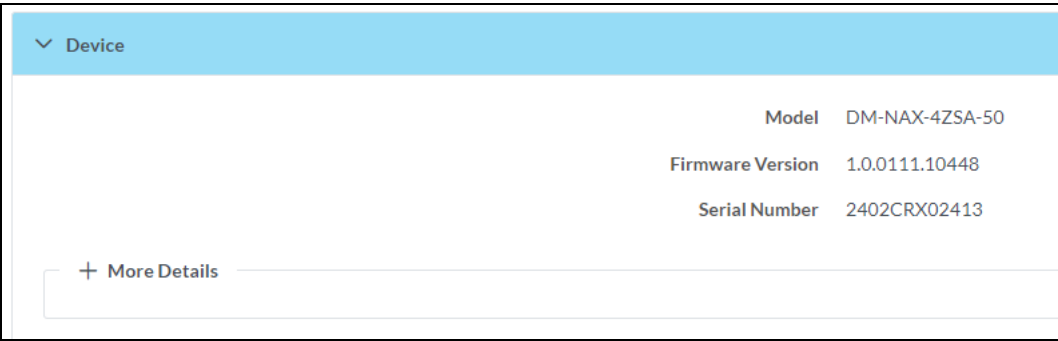 Device
Model DM-NAX-4ZSA-50
Firmware Version 1.0.0111.10448
Serial Number 2402CRX02413
More Details